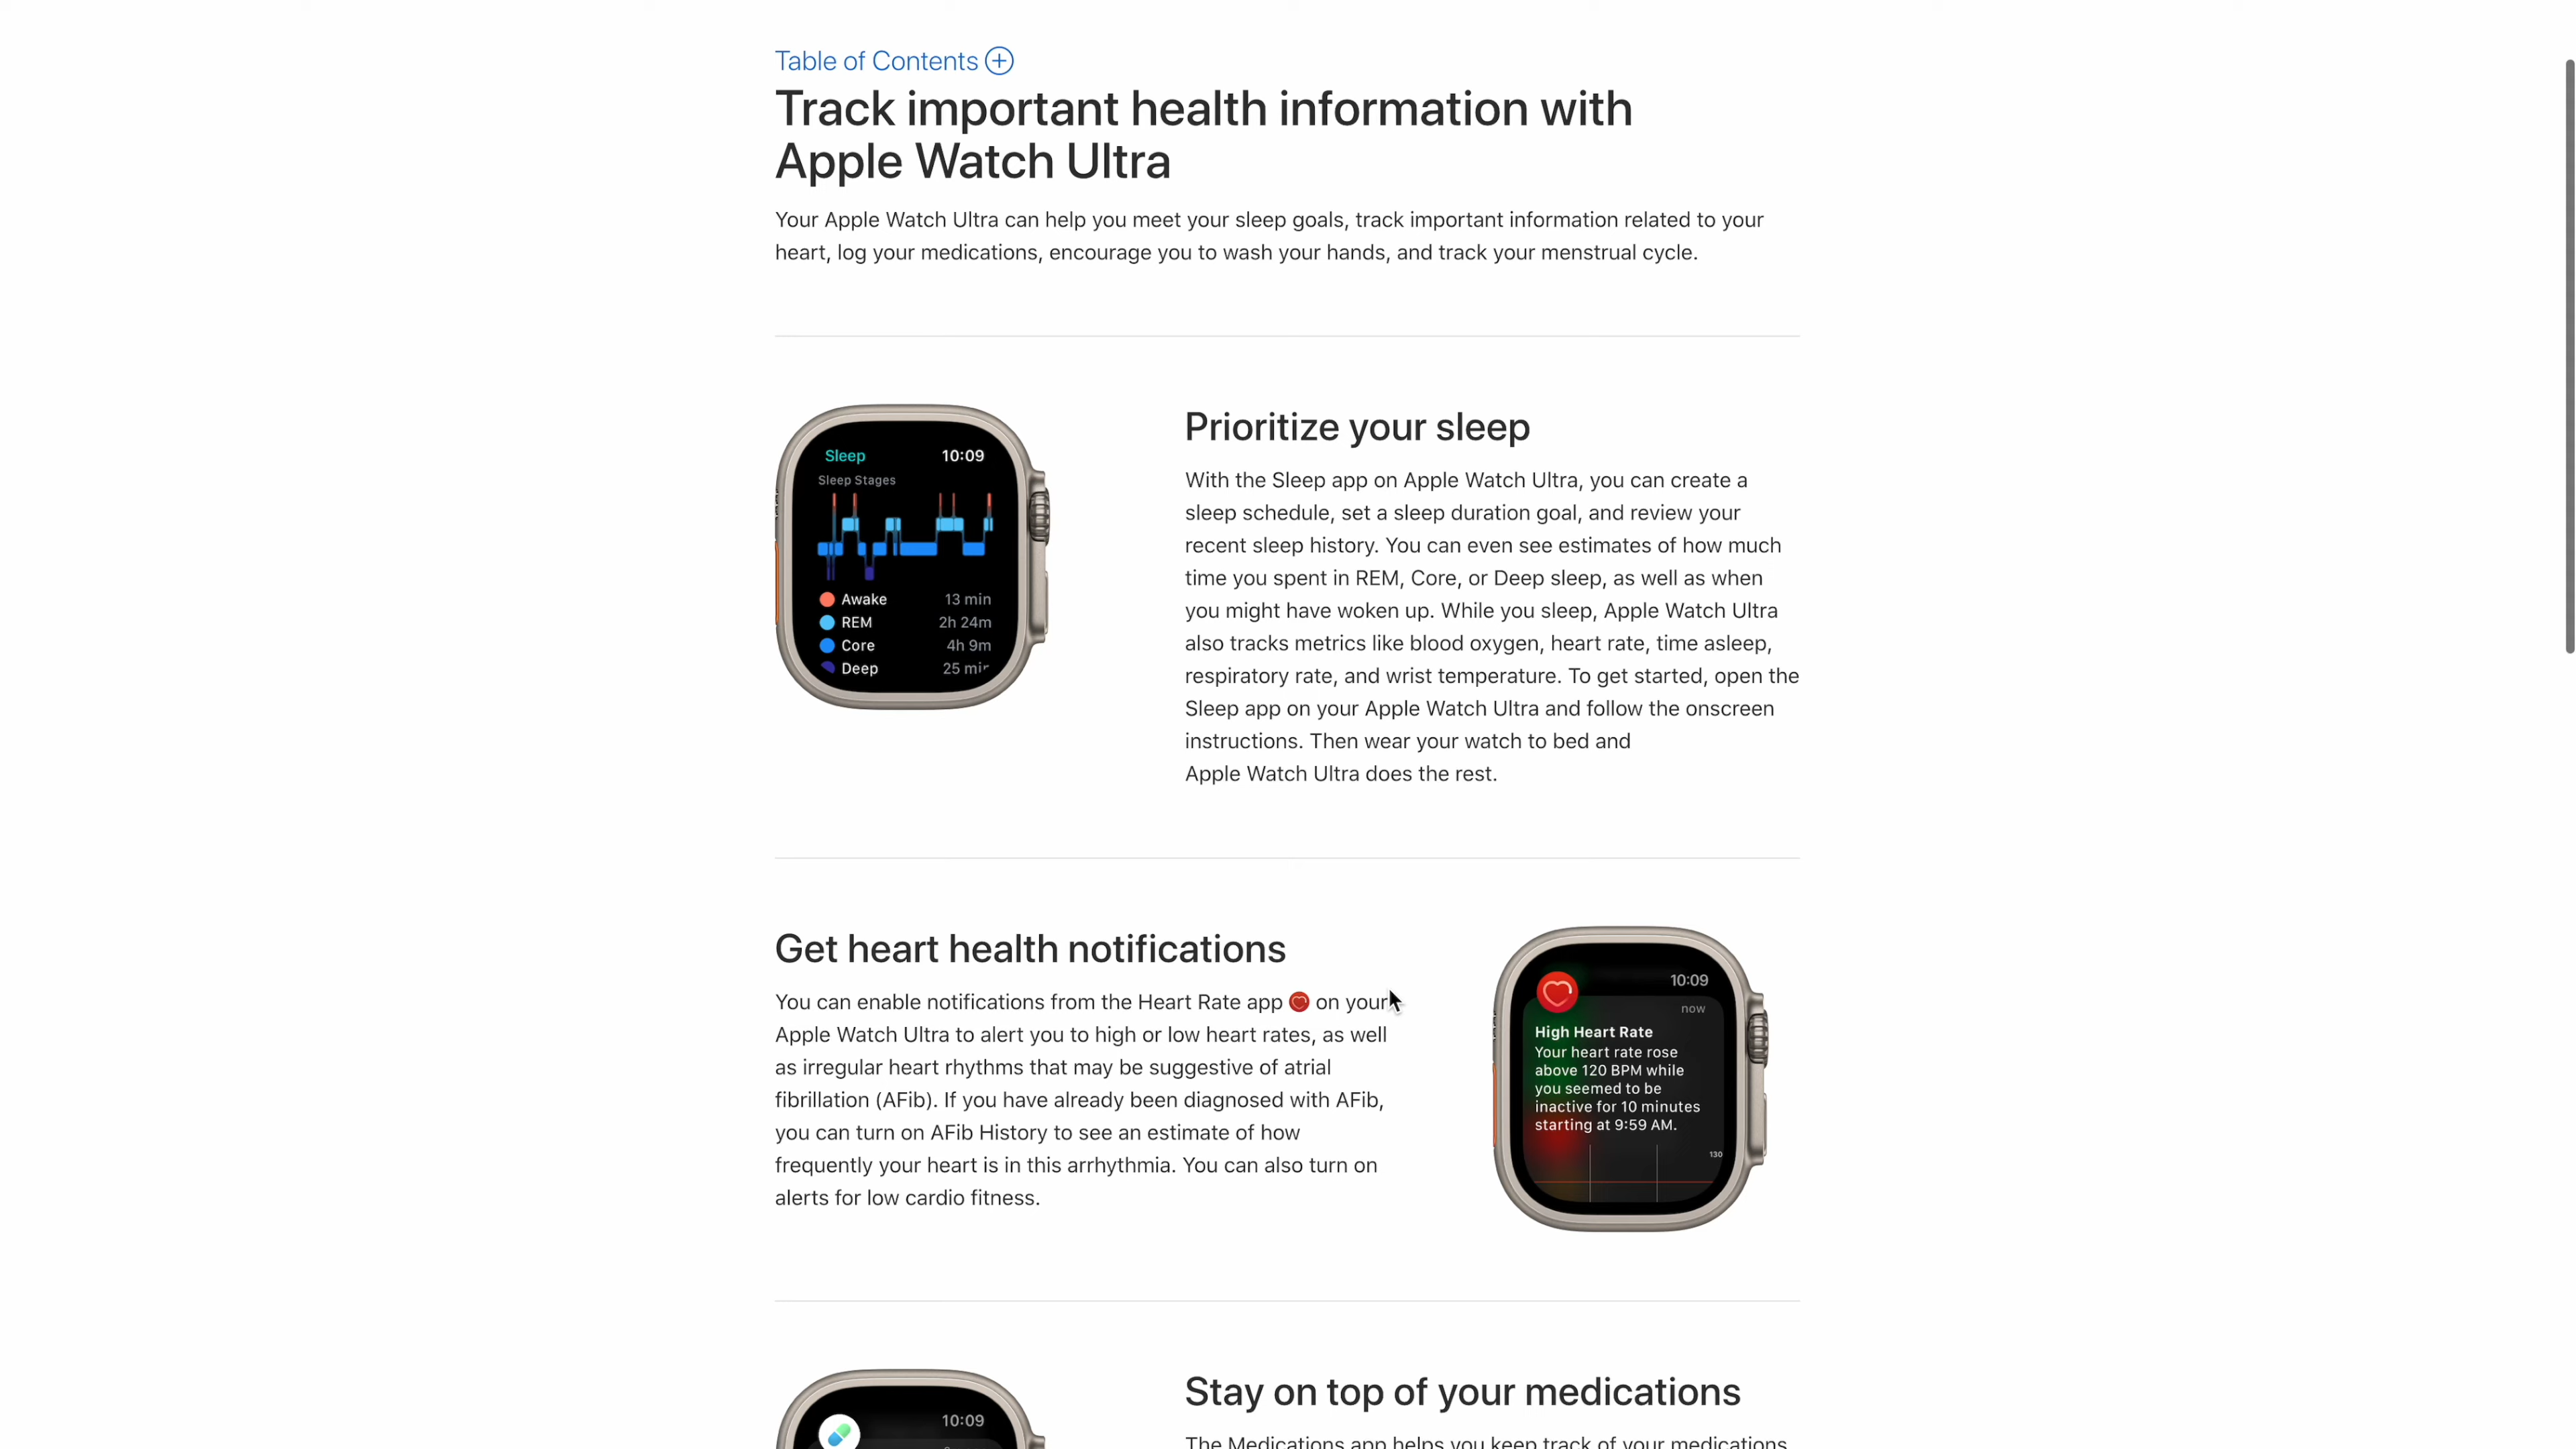 Table of Contents
Track important health information with
Apple Watch Ultra
Your Apple Watch Ultra can help you meet your sleep goals, track important information related to your
heart, log your medications, encourage you to wash your hands, and track your menstrual cycle.
Sleep 10:09
Sleep Stages
Awake 13 min
REM 2h 24m
Core 4h 9m
Deep 25 min
Prioritize your sleep
With the Sleep app on Apple Watch Ultra, you can create a
sleep schedule, set a sleep duration goal, and review your
recent sleep history. You can even see estimates of how much
time you spent in REM, Core, or Deep sleep, as well as when
you might have woken up. While you sleep, Apple Watch Ultra
also tracks metrics like blood oxygen, heart rate, time asleep,
respiratory rate, and wrist temperature. To get started, open the
Sleep app on your Apple Watch Ultra and follow the onscreen
instructions. Then wear your watch to bed and
Apple Watch Ultra does the rest.
Get heart health notifications
You can enable notifications from the Heart Rate app on your
Apple Watch Ultra to alert you to high or low heart rates, as well
as irregular heart rhythms that may be suggestive of atrial
fibrillation (AFib). If you have already been diagnosed with AFib,
you can turn on AFib History to see an estimate of how
frequently your heart is in this arrhythmia. You can also turn on
alerts for low cardio fitness.
10:09
now
High Heart Rate
Your heart rate rose
above 120 BPM while
you seemed to be
inactive for 10 minutes
starting at 9:59 AM.
130
10:09
Stay on top of your medications
The Medications app helps you keep track of your medications,